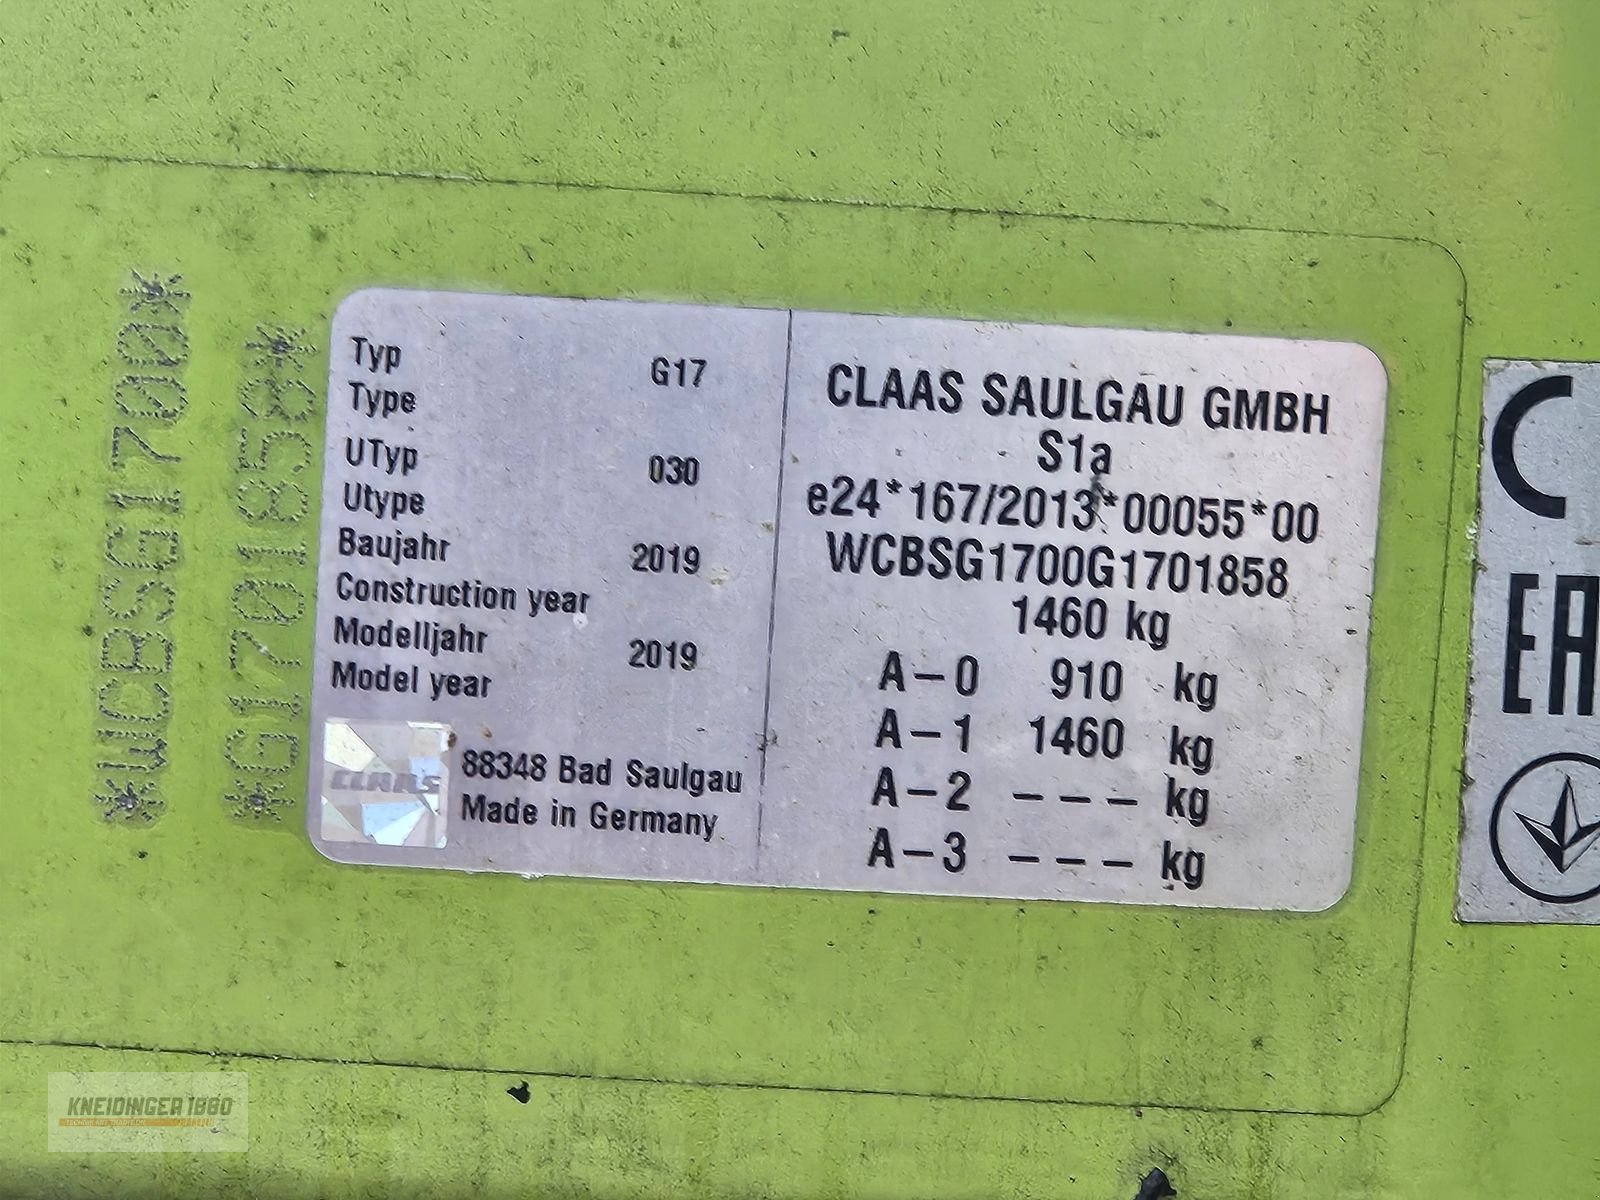 *WCBSG1700*
*G1701858*
Typ
Type
G17
UTyp
Utype
030
Baujahr
Construction year
2019
Modelljahr
Model year
2019
CLAAS
88348 Bad Saulgau
Made in Germany
CLAAS SAULGAU GMBH
S1a
e24*167/2013*00055*00
WCBSG1700G1701858
1460 kg
A-0 910 kg
A-1 1460 kg
A-2 --- kg
A-3 --- kg
C
EA
KNEIDINGER 1880